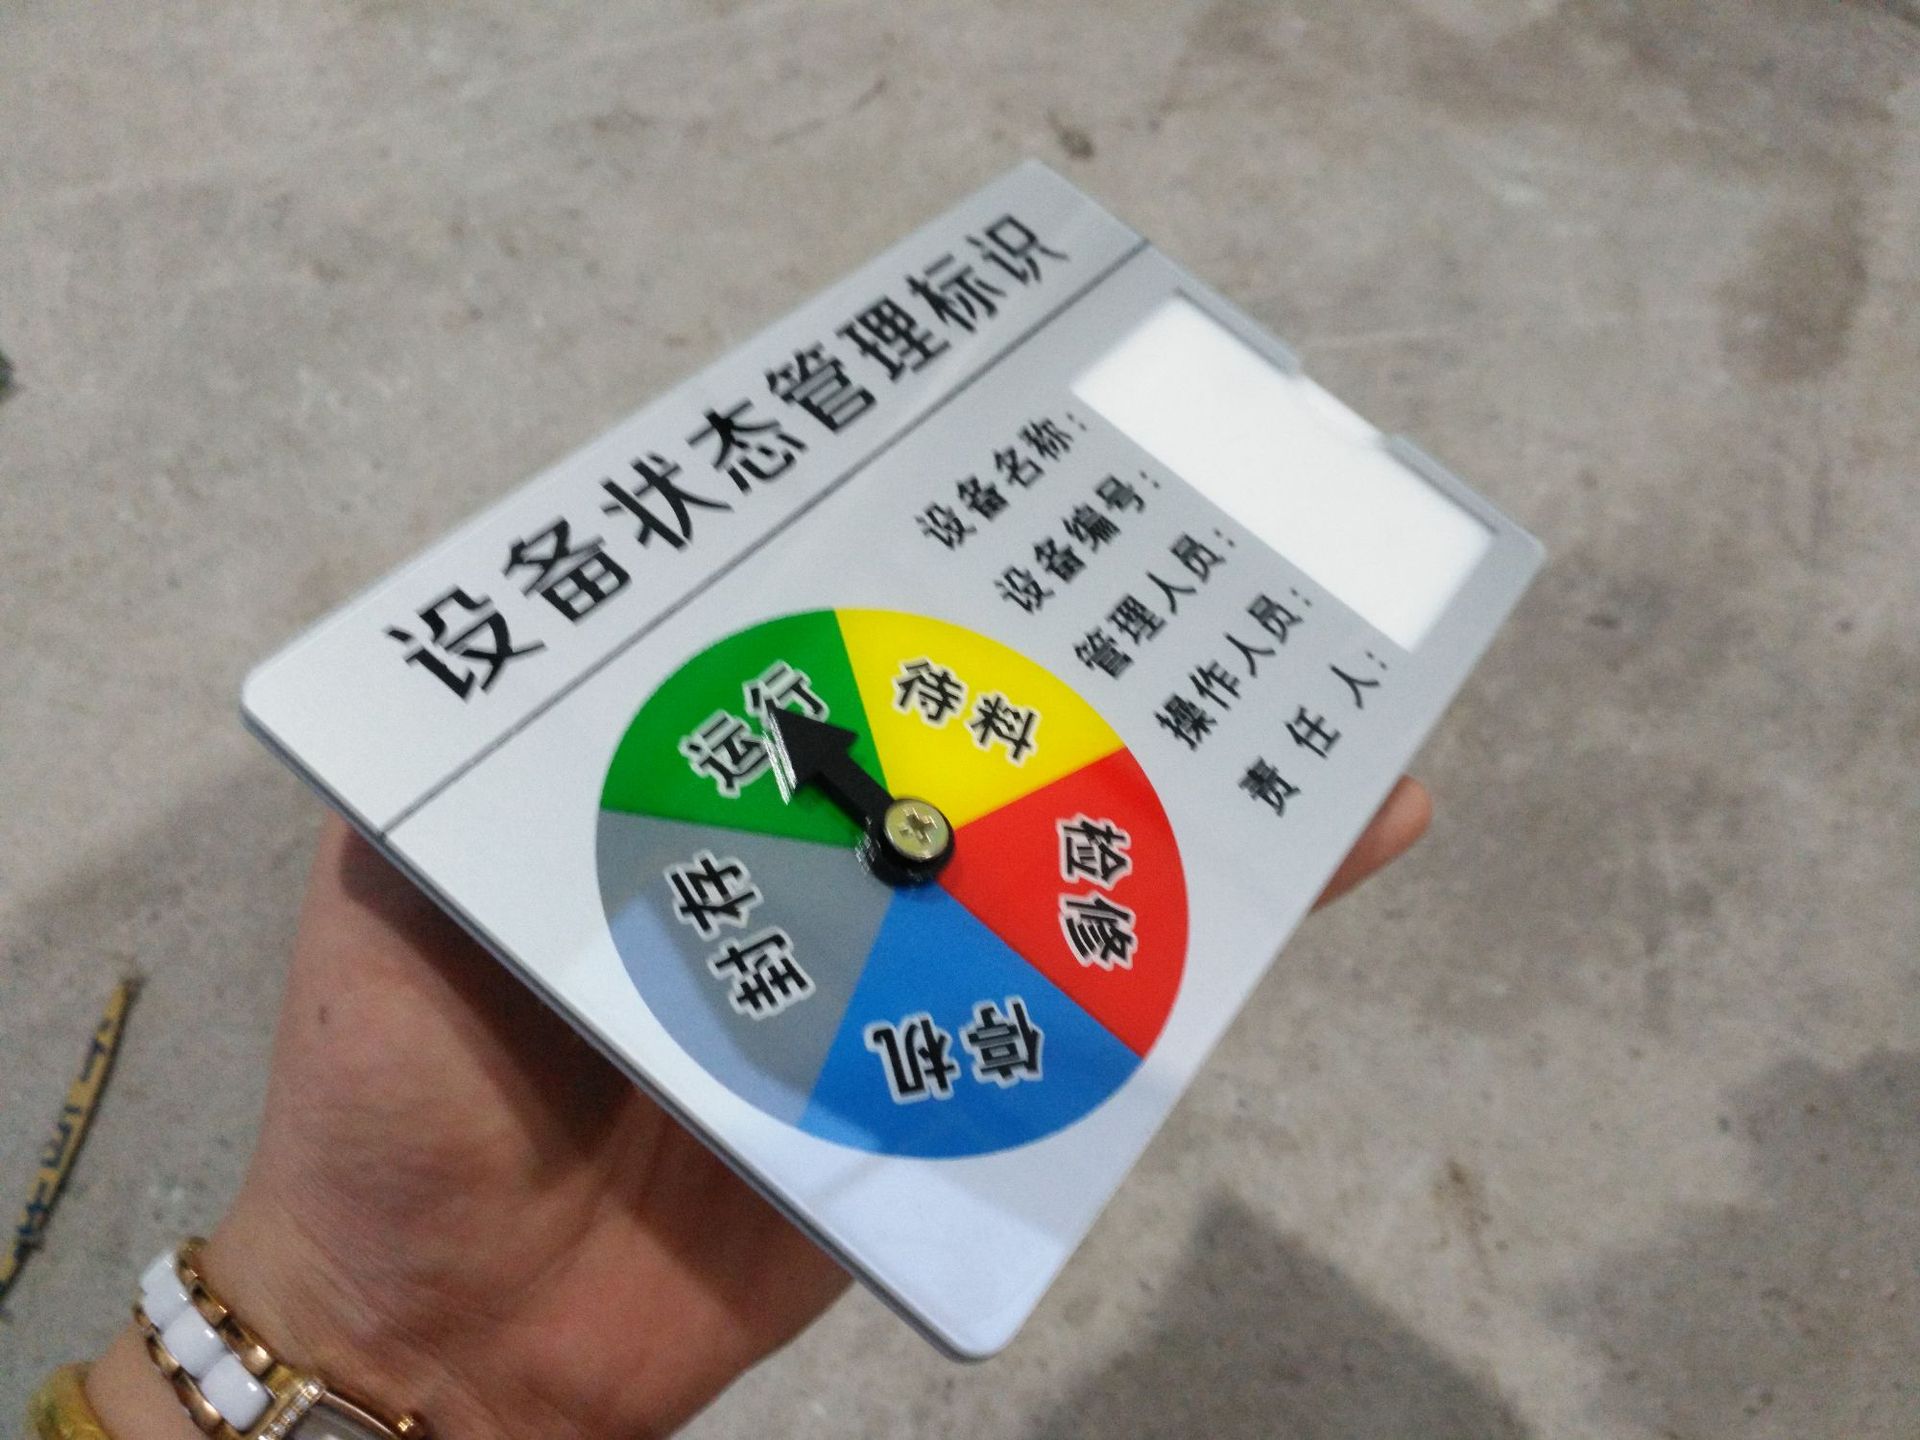 设备状态管理标识
设备名称：
设备编号：
管理人员：
操作人员：
责任人：
运行
待料
检修
停机
封存